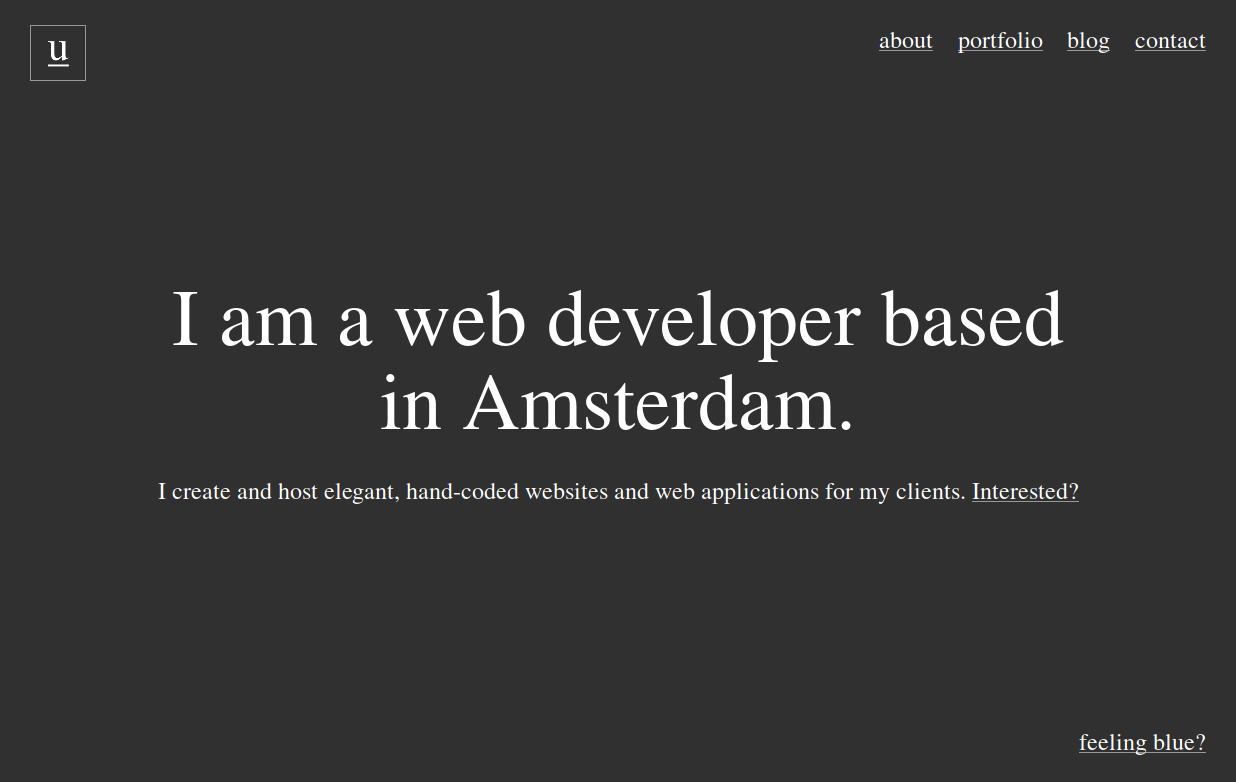 u
about portfolio blog contact
I am a web developer based
in Amsterdam.
I create and host elegant, hand-coded websites and web applications for my clients. Interested?
feeling blue?